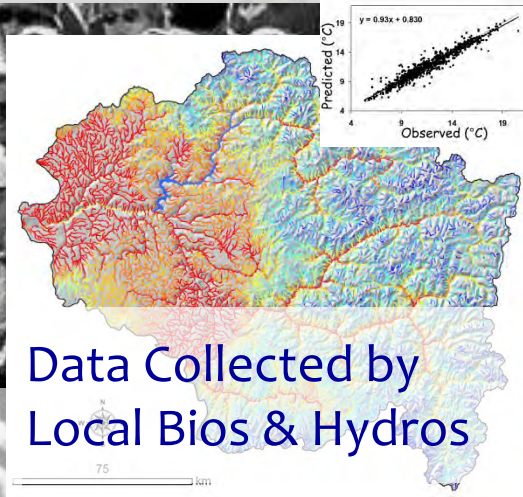 19
14
9
4
Predicted (°C)
y = 0.93x + 0.830
4 9 14 19
Observed (°C)
Data Collected by
Local Bios & Hydros
N
75
km